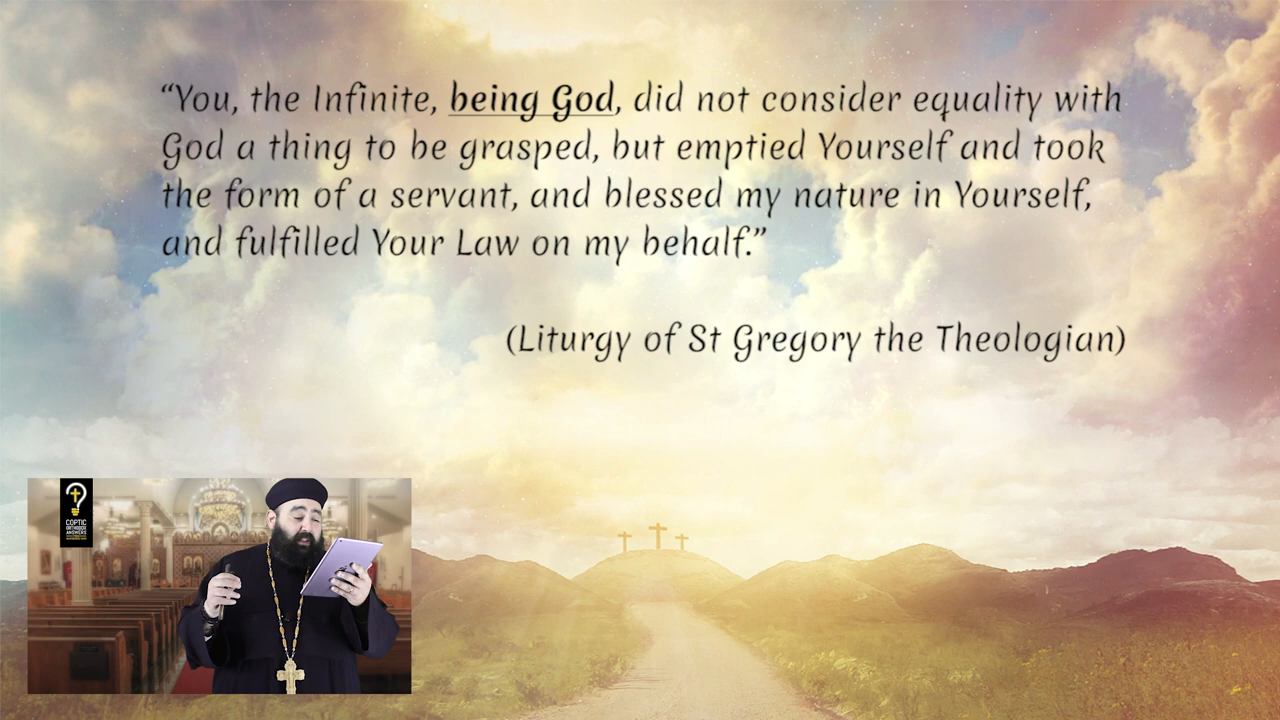 “You, the Infinite, being God, did not consider equality with
God a thing to be grasped, but emptied Yourself and took
the form of a servant, and blessed my nature in Yourself,
and fulfilled Your Law on my behalf.”
(Liturgy of St Gregory the Theologian)
?
COPTIC
ORTHODOX
ANSWERS